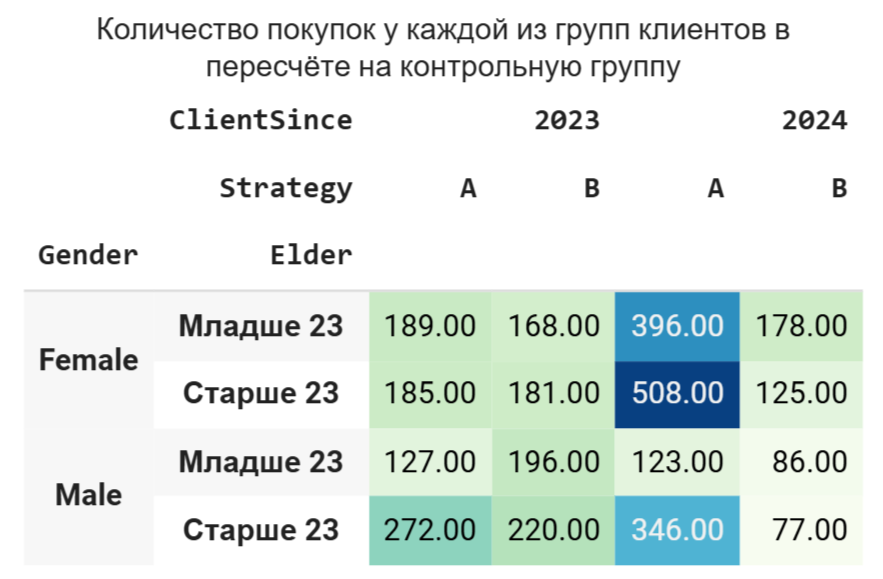 Количество покупок у каждой из групп клиентов в
пересчёте на контрольную группу
ClientSince 2023 2024
Strategy A B A B
Gender Elder
Female Младше 23 189.00 168.00 396.00 178.00
Старше 23 185.00 181.00 508.00 125.00
Male Младше 23 127.00 196.00 123.00 86.00
Старше 23 272.00 220.00 346.00 77.00